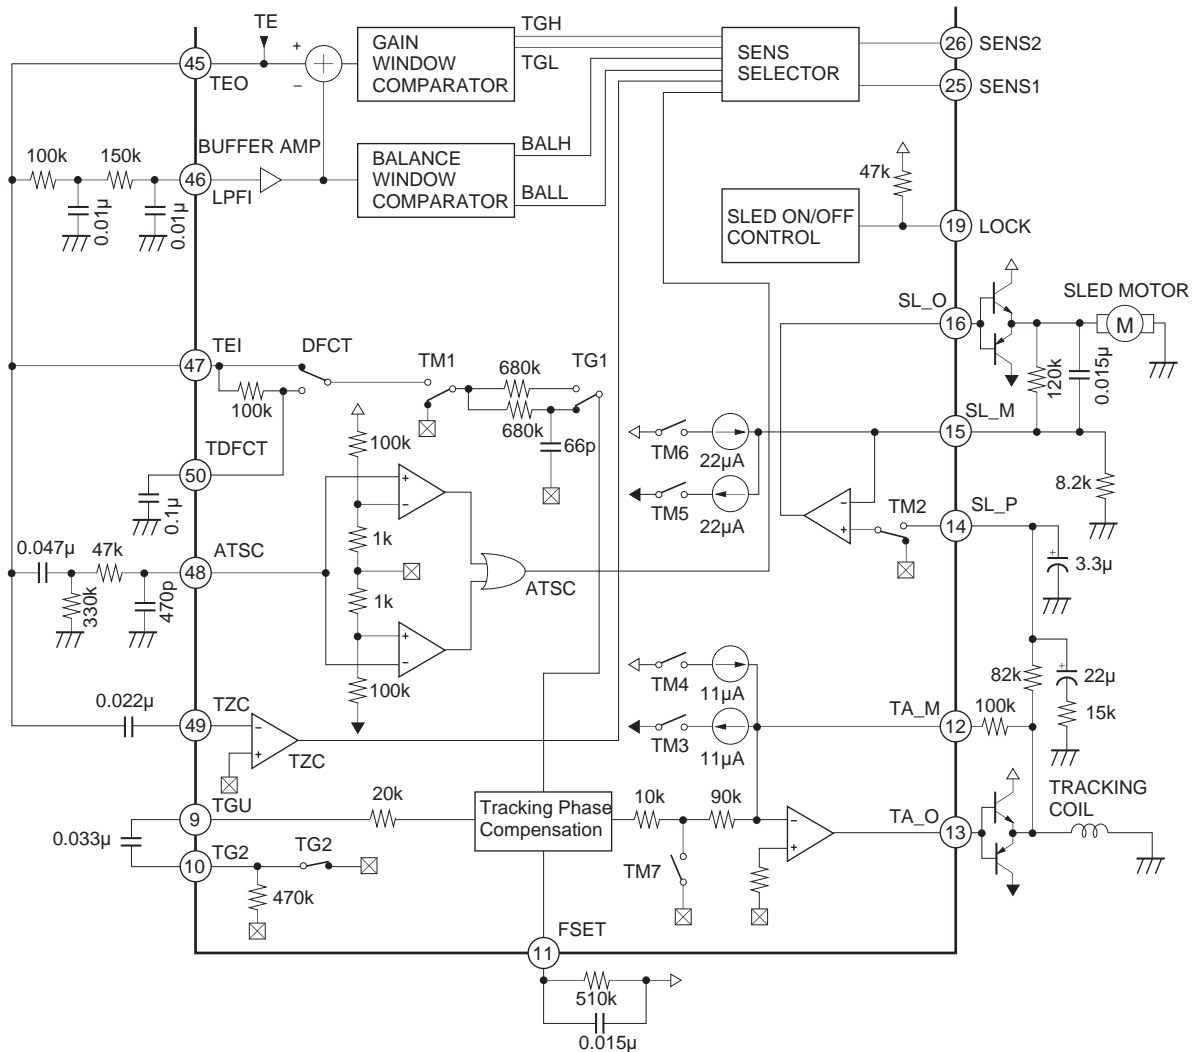 TE
TGH
TGL
45
TEO
+
−
GAIN
WINDOW
COMPARATOR
SENS
SELECTOR
26 SENS2
25 SENS1
100k
150k
BUFFER AMP
46
LPFI
0.01µ
0.01µ
BALANCE
WINDOW
COMPARATOR
BALH
BALL
47k
SLED ON/OFF
CONTROL
19 LOCK
SL_O
16
SLED MOTOR
M
120k
0.015µ
47
TEI
DFCT
TM1
680k
TG1
100k
680k
66p
TDFCT
50
0.1µ
100k
TM6
22µA
SL_M
15
TM5
22µA
8.2k
+
−
1k
−
+
TM2
SL_P
14
+
3.3µ
0.047µ
47k
ATSC
48
330k
470p
ATSC
1k
+
−
100k
TM4
11µA
82k
+
22µ
15k
0.022µ
TZC
49
−
+
TZC
TM3
11µA
TA_M
12
100k
TGU
9
20k
Tracking Phase
Compensation
10k
90k
−
+
TA_O
13
TRACKING
COIL
0.033µ
10
TG2
TG2
470k
TM7
FSET
11
510k
0.015µ